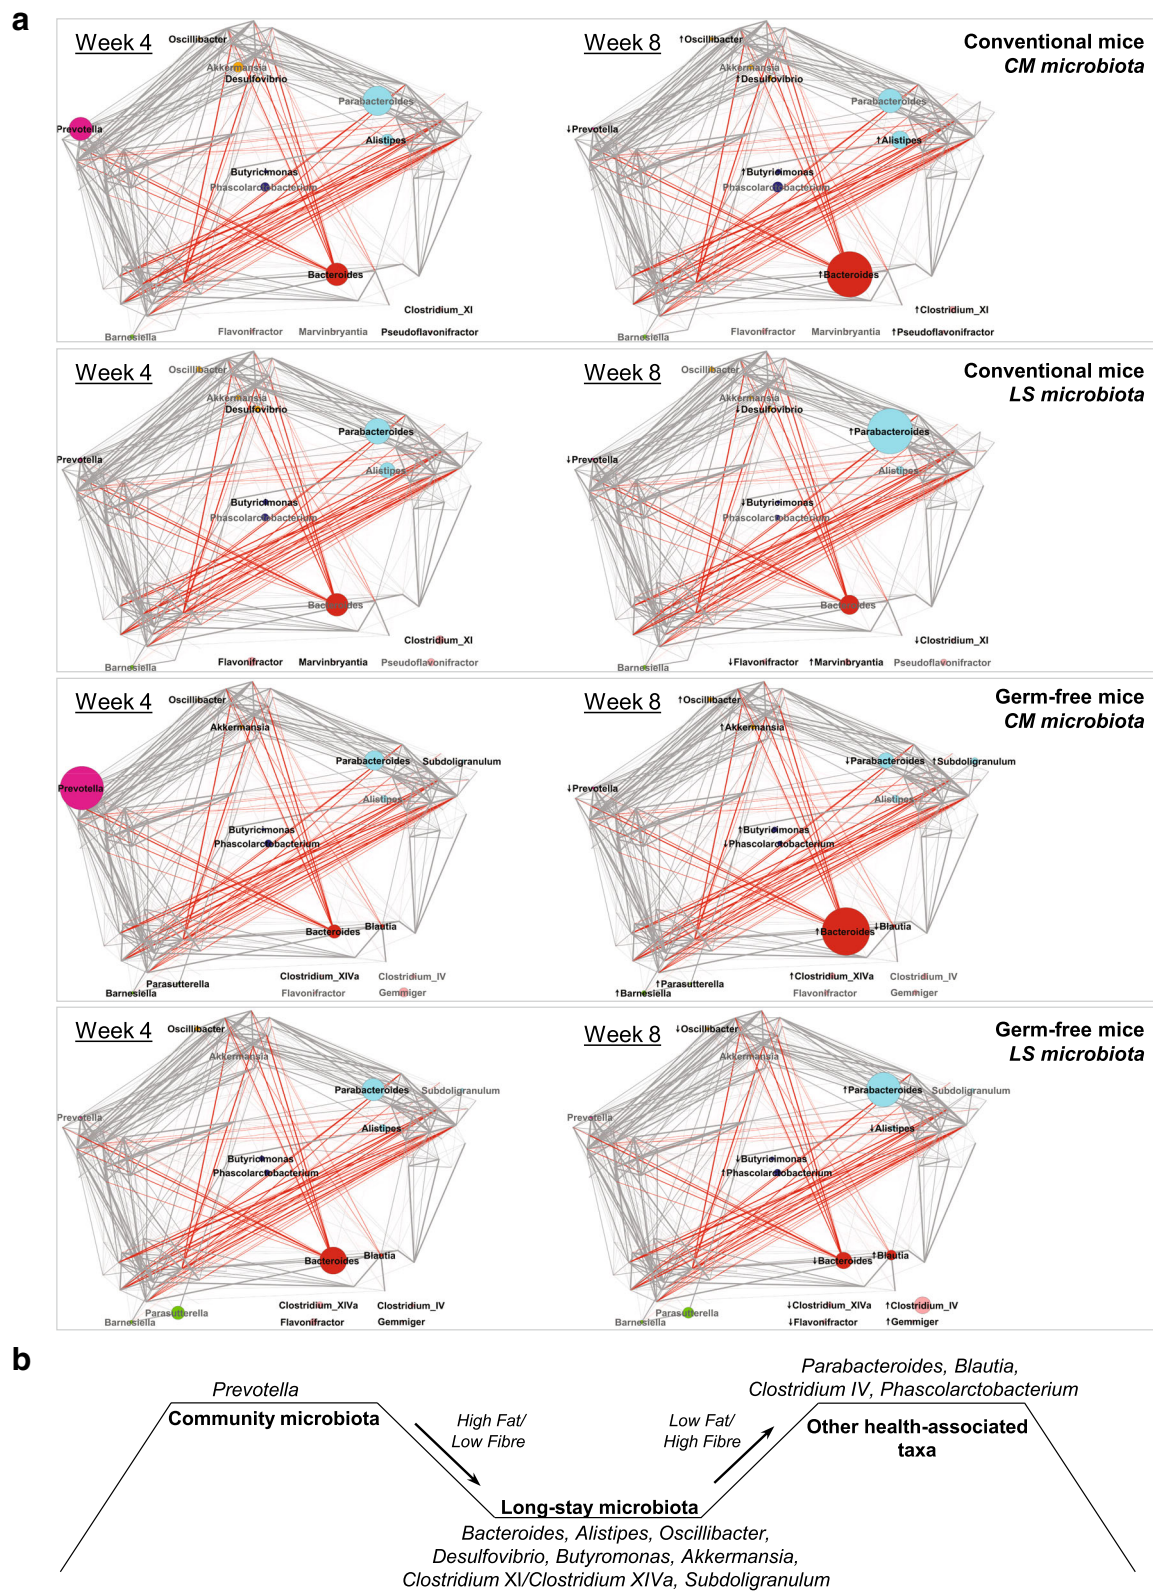 a
Week 4
Oscillibacter
Akkermansia
Desulfovibrio
Parabacteroides
Prevotella
Alistipes
Butyricimonas
Phascolarctobacterium
Bacteroides
Clostridium_XI
Flavonifractor Marvinbryantia Pseudoflavonifractor
Barnesiella
Week 8
Conventional mice
CM microbiota
↑Oscillibacter
Akkermansia
↑Desulfovibrio
Parabacteroides
↓Prevotella
↑Alistipes
↑Butyricimonas
Phascolarctobacterium
↑Bacteroides
↑Clostridium_XI
Flavonifractor Marvinbryantia ↑Pseudoflavonifractor
Barnesiella
Week 4
Oscillibacter
Akkermansia
Desulfovibrio
Parabacteroides
Prevotella
Alistipes
Butyricimonas
Phascolarctobacterium
Bacteroides
Clostridium_XI
Flavonifractor Marvinbryantia Pseudoflavonifractor
Barnesiella
Week 8
Conventional mice
LS microbiota
Oscillibacter
Akkermansia
↓Desulfovibrio
↑Parabacteroides
↓Prevotella
Alistipes
↓Butyricimonas
Phascolarctobacterium
Bacteroides
↓Clostridium_XI
↓Flavonifractor ↑Marvinbryantia Pseudoflavonifractor
Barnesiella
Week 4
Oscillibacter
Akkermansia
Parabacteroides Subdoligranulum
Prevotella
Alistipes
Butyricimonas
Phascolarctobacterium
Bacteroides Blautia
Clostridium_XIVa Clostridium_IV
Parasutterella
Barnesiella Flavonifractor Gemmiger
Week 8
Germ-free mice
CM microbiota
↑Oscillibacter
↑Akkermansia
↓Parabacteroides ↑Subdoligranulum
↓Prevotella
Alistipes
↑Butyricimonas
↓Phascolarctobacterium
↑Bacteroides ↓Blautia
↑Clostridium_XIVa Clostridium_IV
↑Parasutterella
↑Barnesiella Flavonifractor Gemmiger
Week 4
Oscillibacter
Akkermansia
Parabacteroides Subdoligranulum
Prevotella
Alistipes
Butyricimonas
Phascolarctobacterium
Bacteroides Blautia
Clostridium_XIVa Clostridium_IV
Parasutterella
Barnesiella Flavonifractor Gemmiger
Week 8
Germ-free mice
LS microbiota
↓Oscillibacter
Akkermansia
↑Parabacteroides Subdoligranulum
Prevotella
↓Alistipes
↓Butyricimonas
↑Phascolarctobacterium
↓Bacteroides ↑Blautia
↓Clostridium_XIVa ↑Clostridium_IV
Parasutterella
Barnesiella ↓Flavonifractor ↑Gemmiger
b
Prevotella
Community microbiota
High Fat/
Low Fibre
Long-stay microbiota
Bacteroides, Alistipes, Oscillibacter,
Desulfovibrio, Butyromonas, Akkermansia,
Clostridium XI/Clostridium XIVa, Subdoligranulum
Low Fat/
High Fibre
Parabacteroides, Blautia,
Clostridium IV, Phascolarctobacterium
Other health-associated
taxa